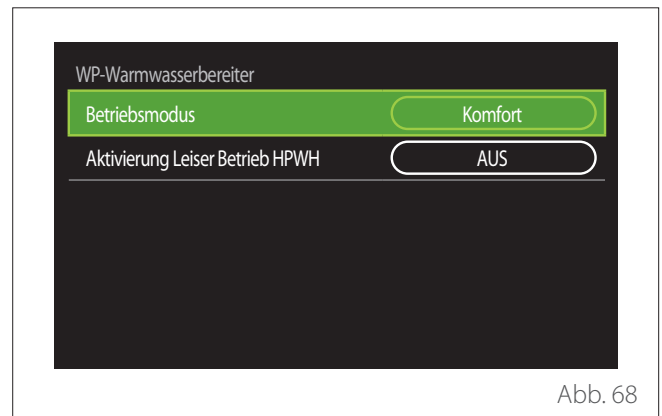 WP-Warmwasserbereiter
Betriebsmodus Komfort
Aktivierung Leiser Betrieb HPWH AUS
Abb. 68